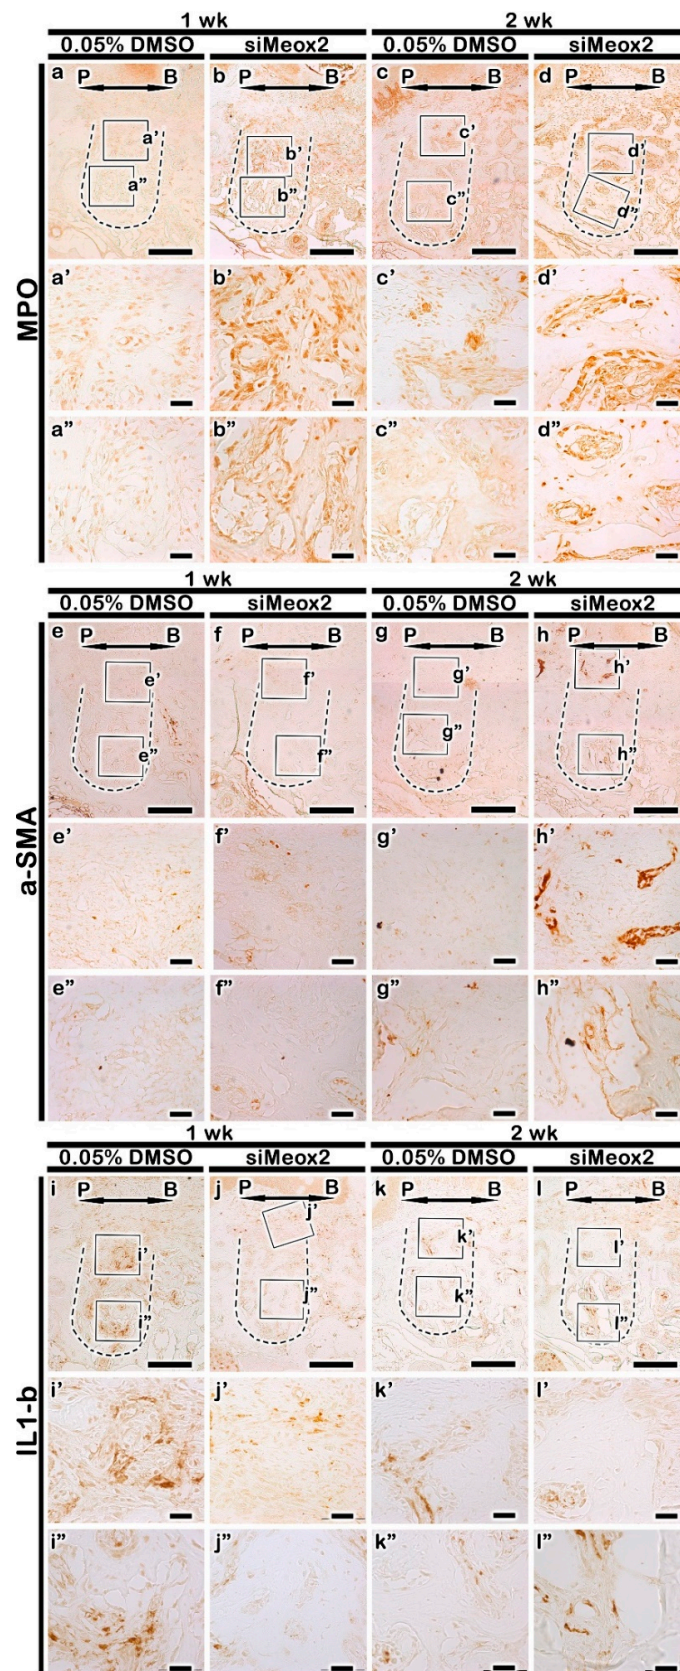 1 wk 2 wk
0.05% DMSO siMeox2 0.05% DMSO siMeox2
MPO
a P B b P B c P B d P B
a' b' c' d'
a” b” c” d”
a' b' c' d'
a” b” c” d”
1 wk 2 wk
0.05% DMSO siMeox2 0.05% DMSO siMeox2
a-SMA
e P B f P B g P B h P B
e' f' g' h'
e” f” g” h”
e' f' g' h'
e” f” g” h”
1 wk 2 wk
0.05% DMSO siMeox2 0.05% DMSO siMeox2
IL1-b
i P B j P B k P B l P B
i' j' k' l'
i” j” k” l”
i' j' k' l'
i” j” k” l”